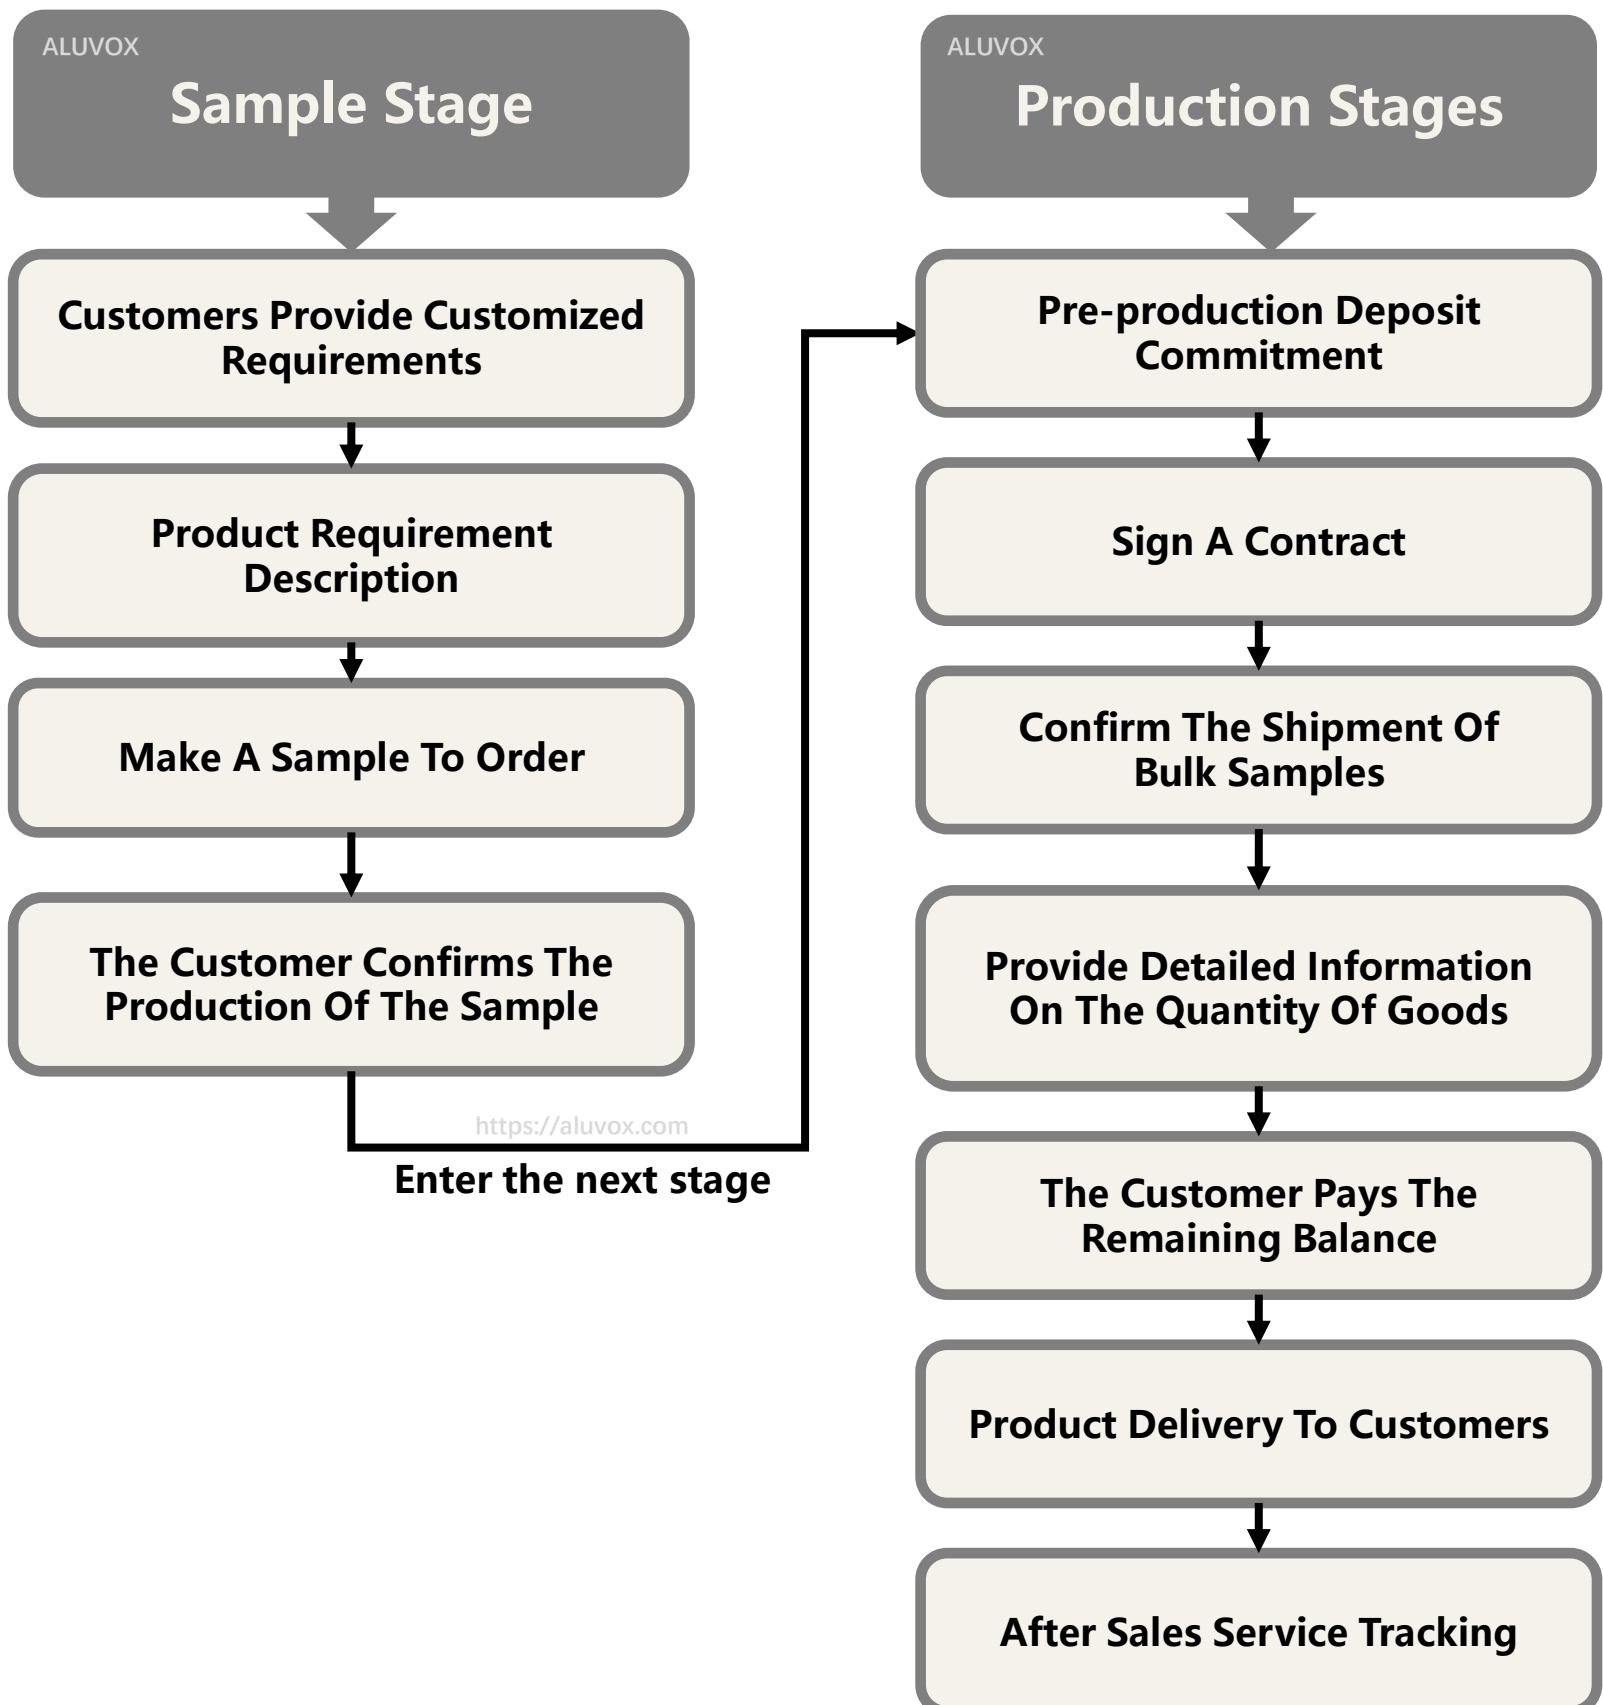 ALUVOX
Sample Stage
Customers Provide Customized
Requirements
Product Requirement
Description
Make A Sample To Order
The Customer Confirms The
Production Of The Sample
https://aluvox.com
Enter the next stage
ALUVOX
Production Stages
Pre-production Deposit
Commitment
Sign A Contract
Confirm The Shipment Of
Bulk Samples
Provide Detailed Information
On The Quantity Of Goods
The Customer Pays The
Remaining Balance
Product Delivery To Customers
After Sales Service Tracking